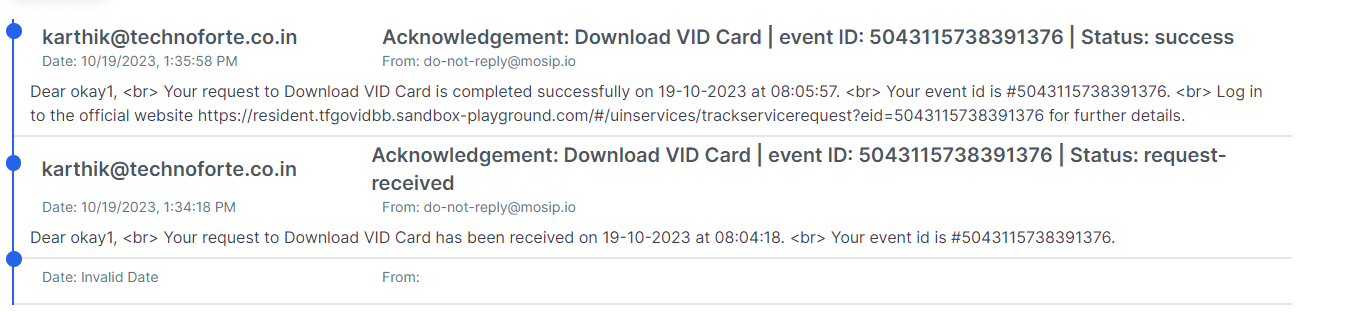 karthik@technoforte.co.in Acknowledgement: Download VID Card | event ID: 5043115738391376 | Status: success
Date: 10/19/2023, 1:35:58 PM From: do-not-reply@mosip.io
Dear okay1, <br> Your request to Download VID Card is completed successfully on 19-10-2023 at 08:05:57. <br> Your event id is #5043115738391376. <br> Log in
to the official website https://resident.tfgovidbb.sandbox-playground.com/#/uinservices/trackservicerequest?eid=5043115738391376 for further details.
karthik@technoforte.co.in Acknowledgement: Download VID Card | event ID: 5043115738391376 | Status: request-
received
Date: 10/19/2023, 1:34:18 PM From: do-not-reply@mosip.io
Dear okay1, <br> Your request to Download VID Card has been received on 19-10-2023 at 08:04:18. <br> Your event id is #5043115738391376.
Date: Invalid Date From: